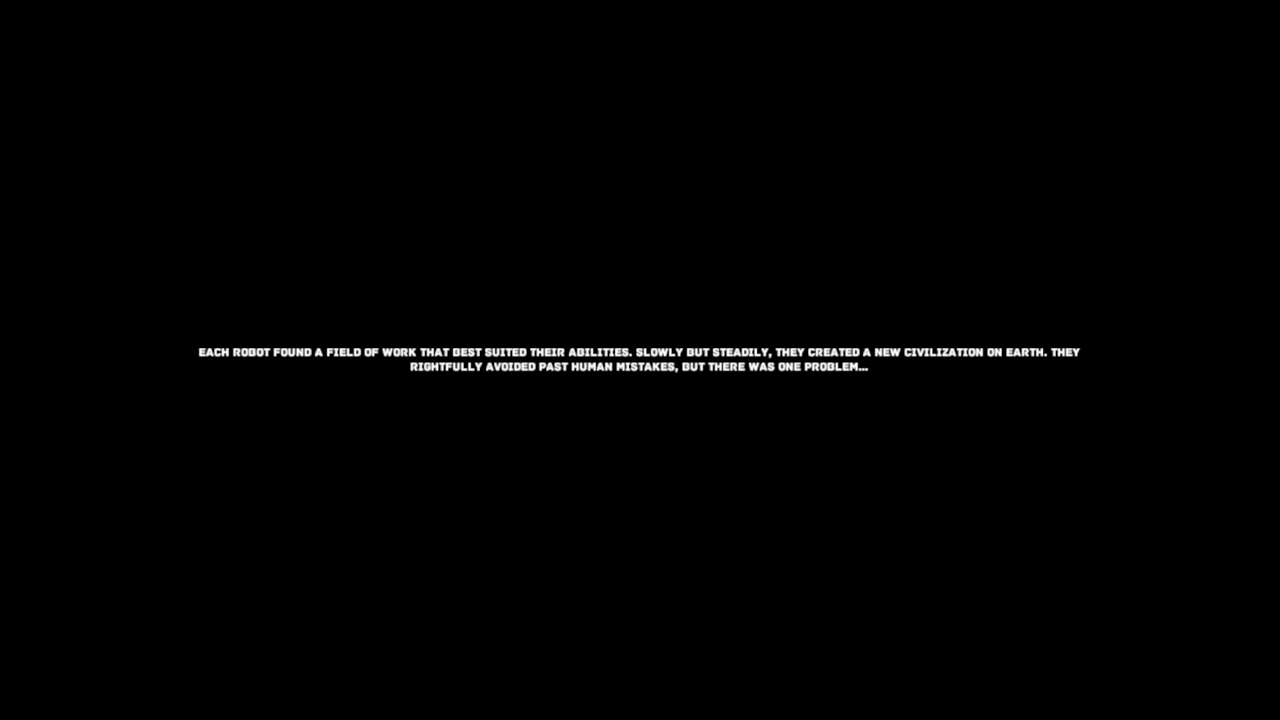 EACH ROBOT FOUND A FIELD OF WORK THAT BEST SUITED THEIR ABILITIES. SLOWLY BUT STEADILY, THEY CREATED A NEW CIVILIZATION ON EARTH. THEY
RIGHTFULLY AVOIDED PAST HUMAN MISTAKES, BUT THERE WAS ONE PROBLEM...